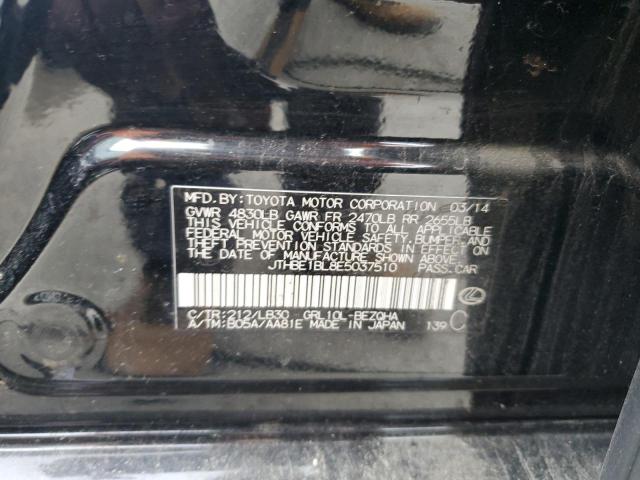 MFD. BY: TOYOTA MOTOR CORPORATION 03/14
GVWR 4830LB GAWR FR 2470LB RR 2655LB
THIS VEHICLE CONFORMS TO ALL APPLICABLE
FEDERAL MOTOR VEHICLE SAFETY, BUMPER, AND
THEFT PREVENTION STANDARDS IN EFFECT ON
THE DATE OF MANUFACTURE SHOWN ABOVE.
JTHBE1BL8E5037510 PASS. CAR
C/TR: 212/LB30 GRL10L-BEZQHA
A/TM: B05A/AA81E MADE IN JAPAN 139 C